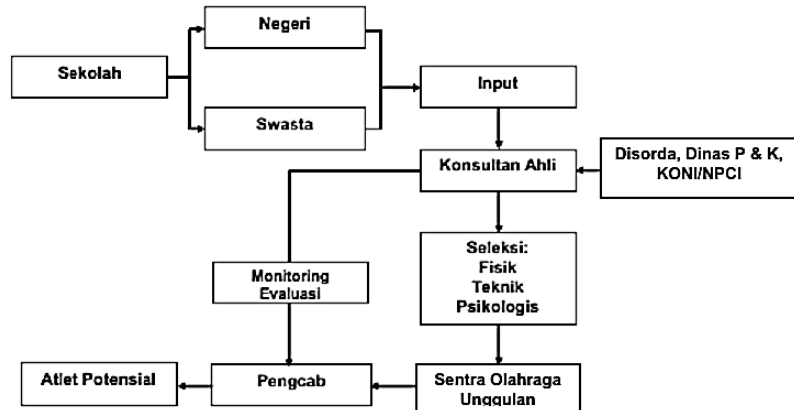 Negeri
Sekolah
Input
Swasta
Konsultan Ahli
Disorda, Dinas P & K,
KONI/NPCI
Seleksi:
Fisik
Teknik
Psikologis
Monitoring
Evaluasi
Atlet Potensial
Pengcab
Sentra Olahraga
Unggulan